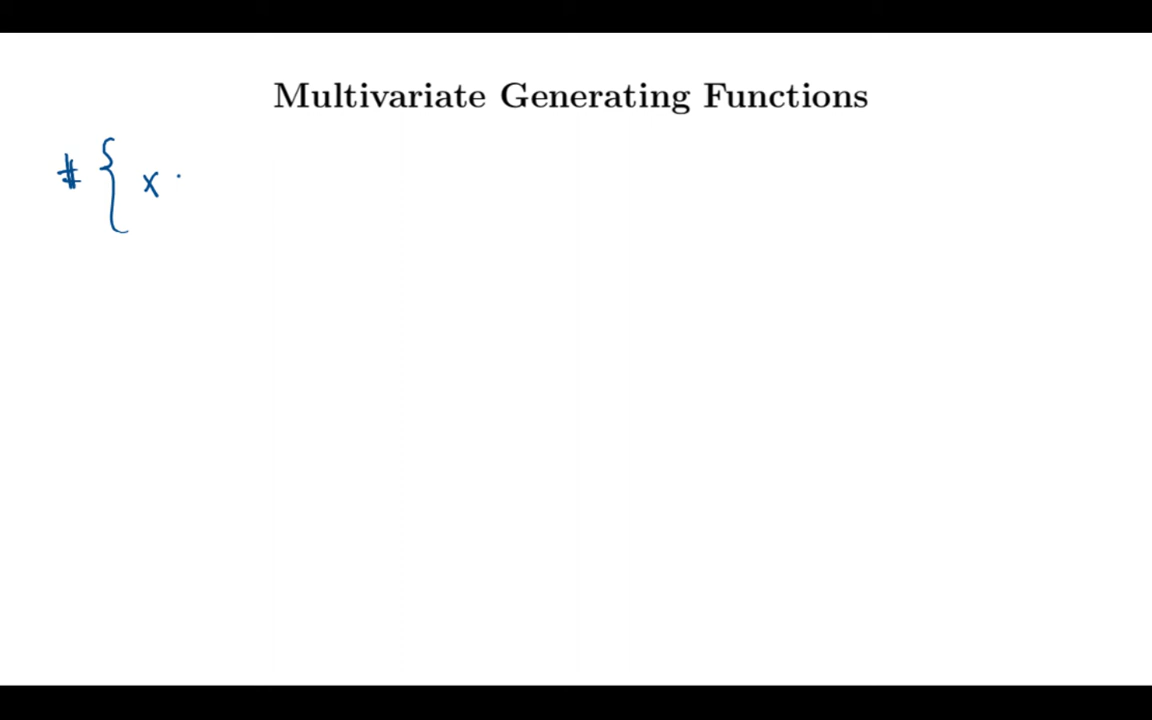 Multivariate Generating Functions
# { x ·